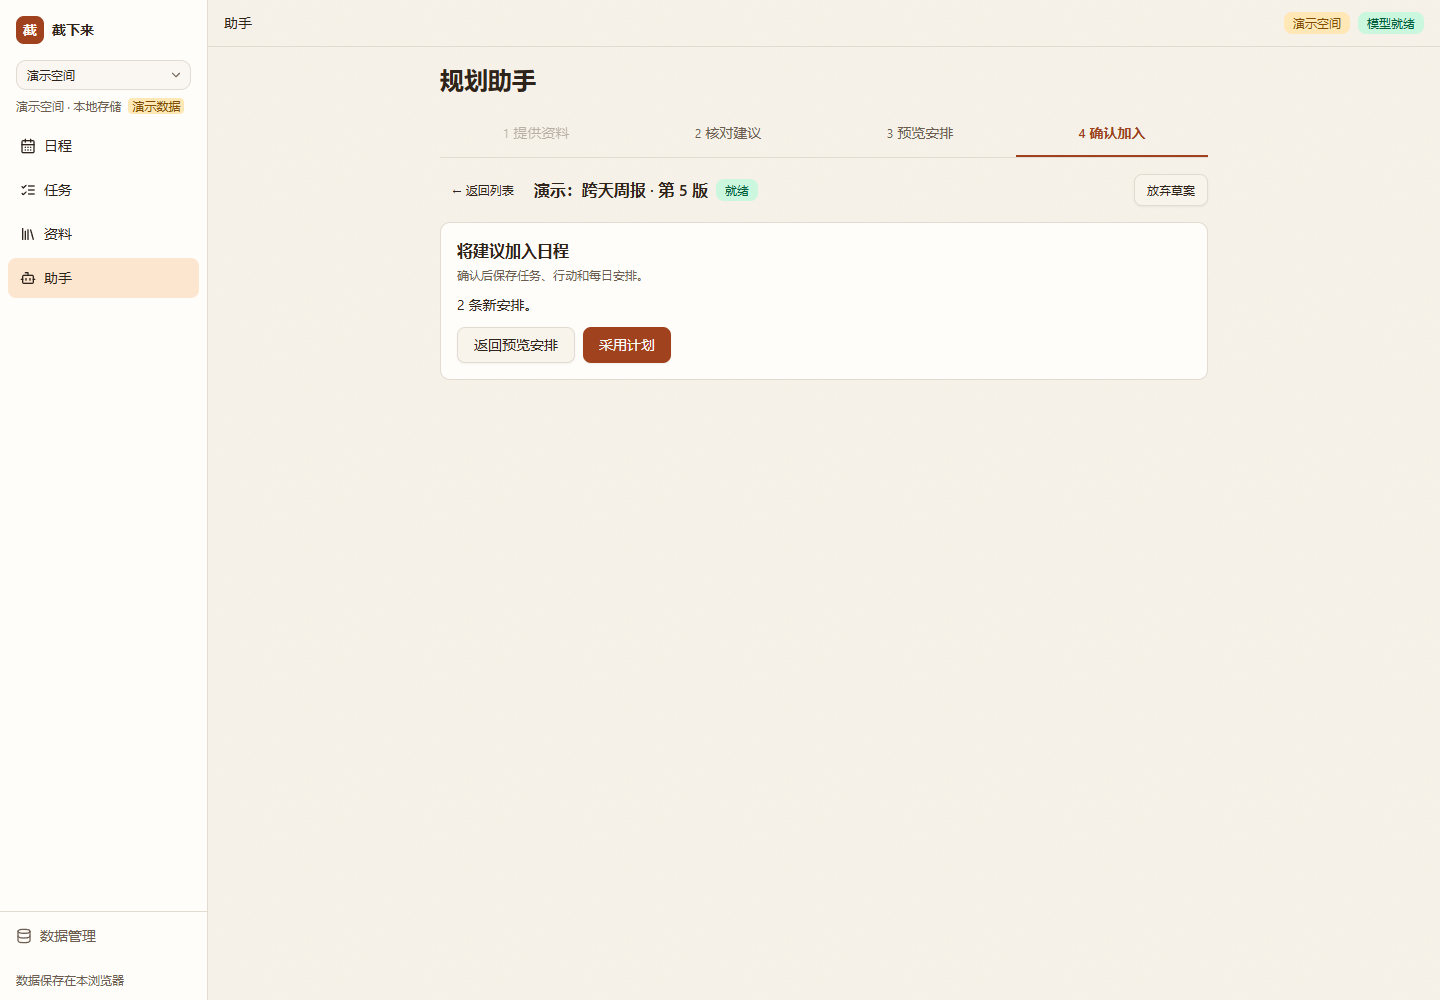 截 截下来
演示空间
演示空间 · 本地存储 演示数据
日程
任务
资料
助手
数据管理
数据保存在本浏览器
助手
演示空间 模型就绪
规划助手
1 提供资料 2 核对建议 3 预览安排 4 确认加入
← 返回列表 演示：跨天周报 · 第 5 版 就绪 放弃草案
将建议加入日程
确认后保存任务、行动和每日安排。
2 条新安排。
返回预览安排 采用计划